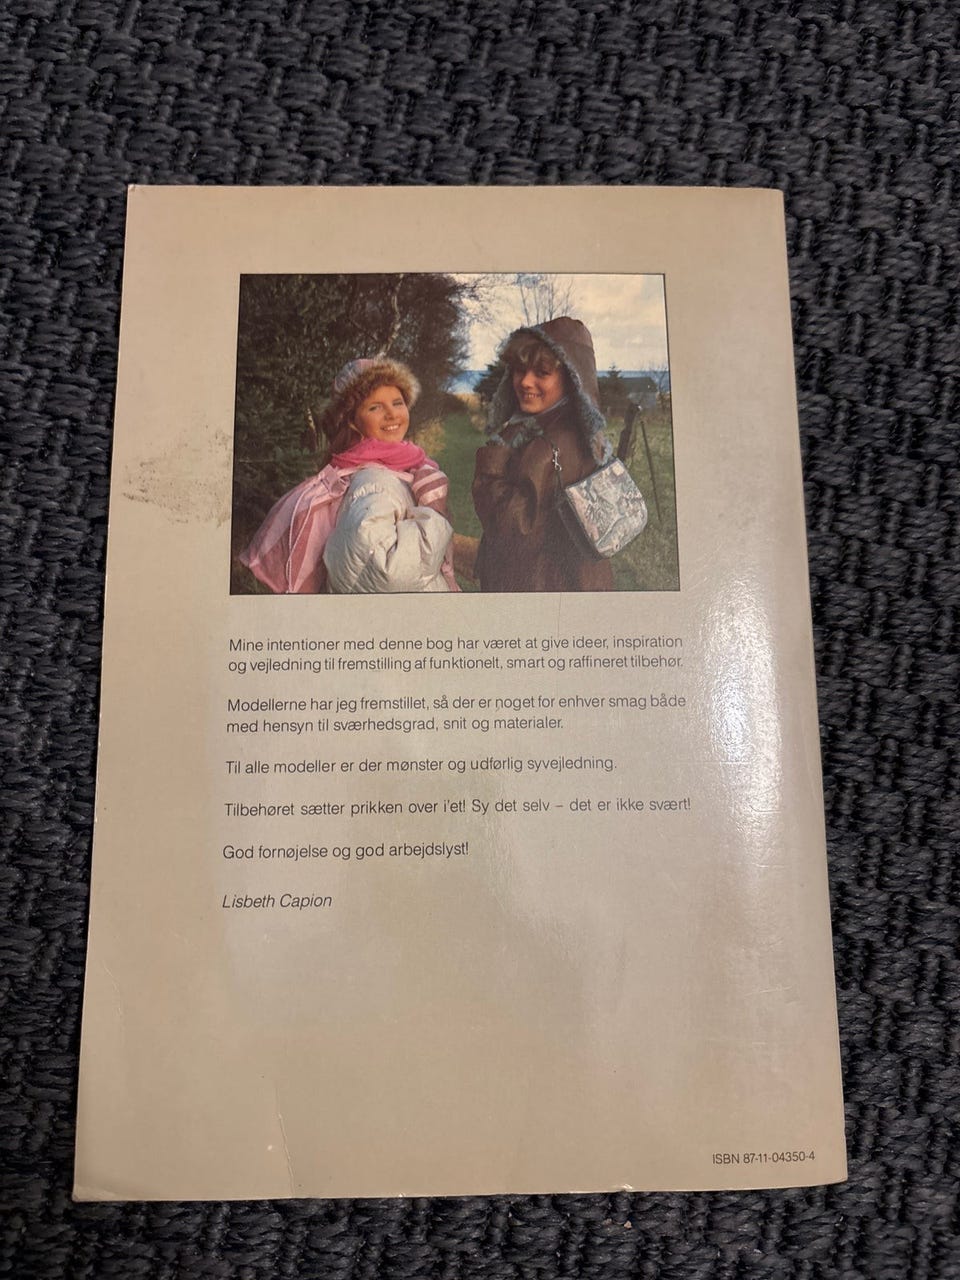 Mine intentioner med denne bog har været at give ideer, inspiration
og vejledning til fremstilling af funktionelt, smart og raffineret tilbehør.
Modellerne har jeg fremstillet, så der er noget for enhver smag både
med hensyn til sværhedsgrad, snit og materialer.
Til alle modeller er der mønster og udførlig syvejledning.
Tilbehøret sætter prikken over i'et! Sy det selv – det er ikke svært!
God fornøjelse og god arbejdslyst!
Lisbeth Capion
ISBN 87-11-04350-4